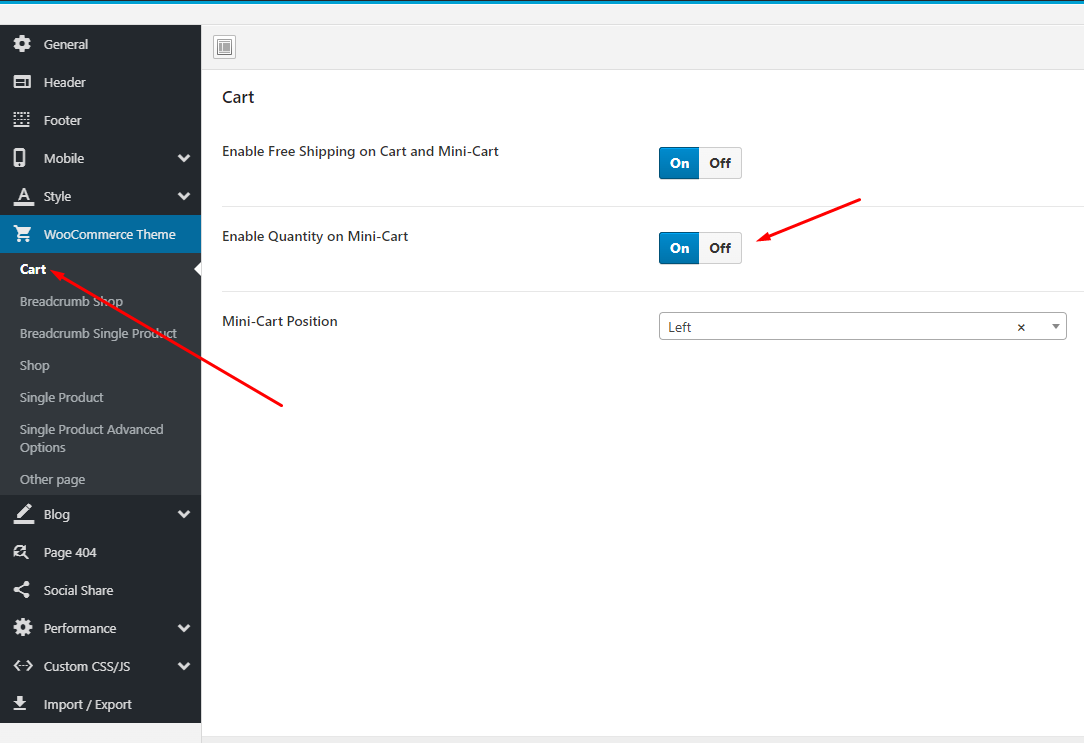 General
Header
Footer
Mobile
Style
WooCommerce Theme
Cart
Breadcrumb Shop
Breadcrumb Single Product
Shop
Single Product
Single Product Advanced
Options
Other page
Blog
Page 404
Social Share
Performance
Custom CSS/JS
Import / Export
Cart
Enable Free Shipping on Cart and Mini-Cart
On Off
Enable Quantity on Mini-Cart
On Off
Mini-Cart Position
Left